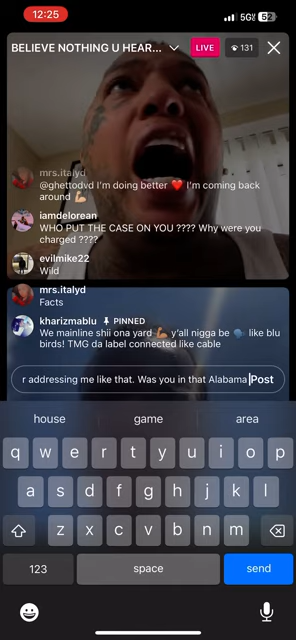 12:25
5G 52
BELIEVE NOTHING U HEAR...
LIVE
131
mrs.italyd
@ghettodvd I'm doing better ❤️ I'm coming back
around 💪🏽
iamdelorean
WHO PUT THE CASE ON YOU ???? Why were you
charged ????
evilmike22
Wild
mrs.italyd
Facts
kharizmablu PINNED
We mainline shii ona yard 💪🏽 y'all nigga be 🗣️ like blu
birds! TMG da label connected like cable
r addressing me like that. Was you in that Alabama Post
house game area
q w e r t y u i o p
a s d f g h j k l
z x c v b n m
123 space send